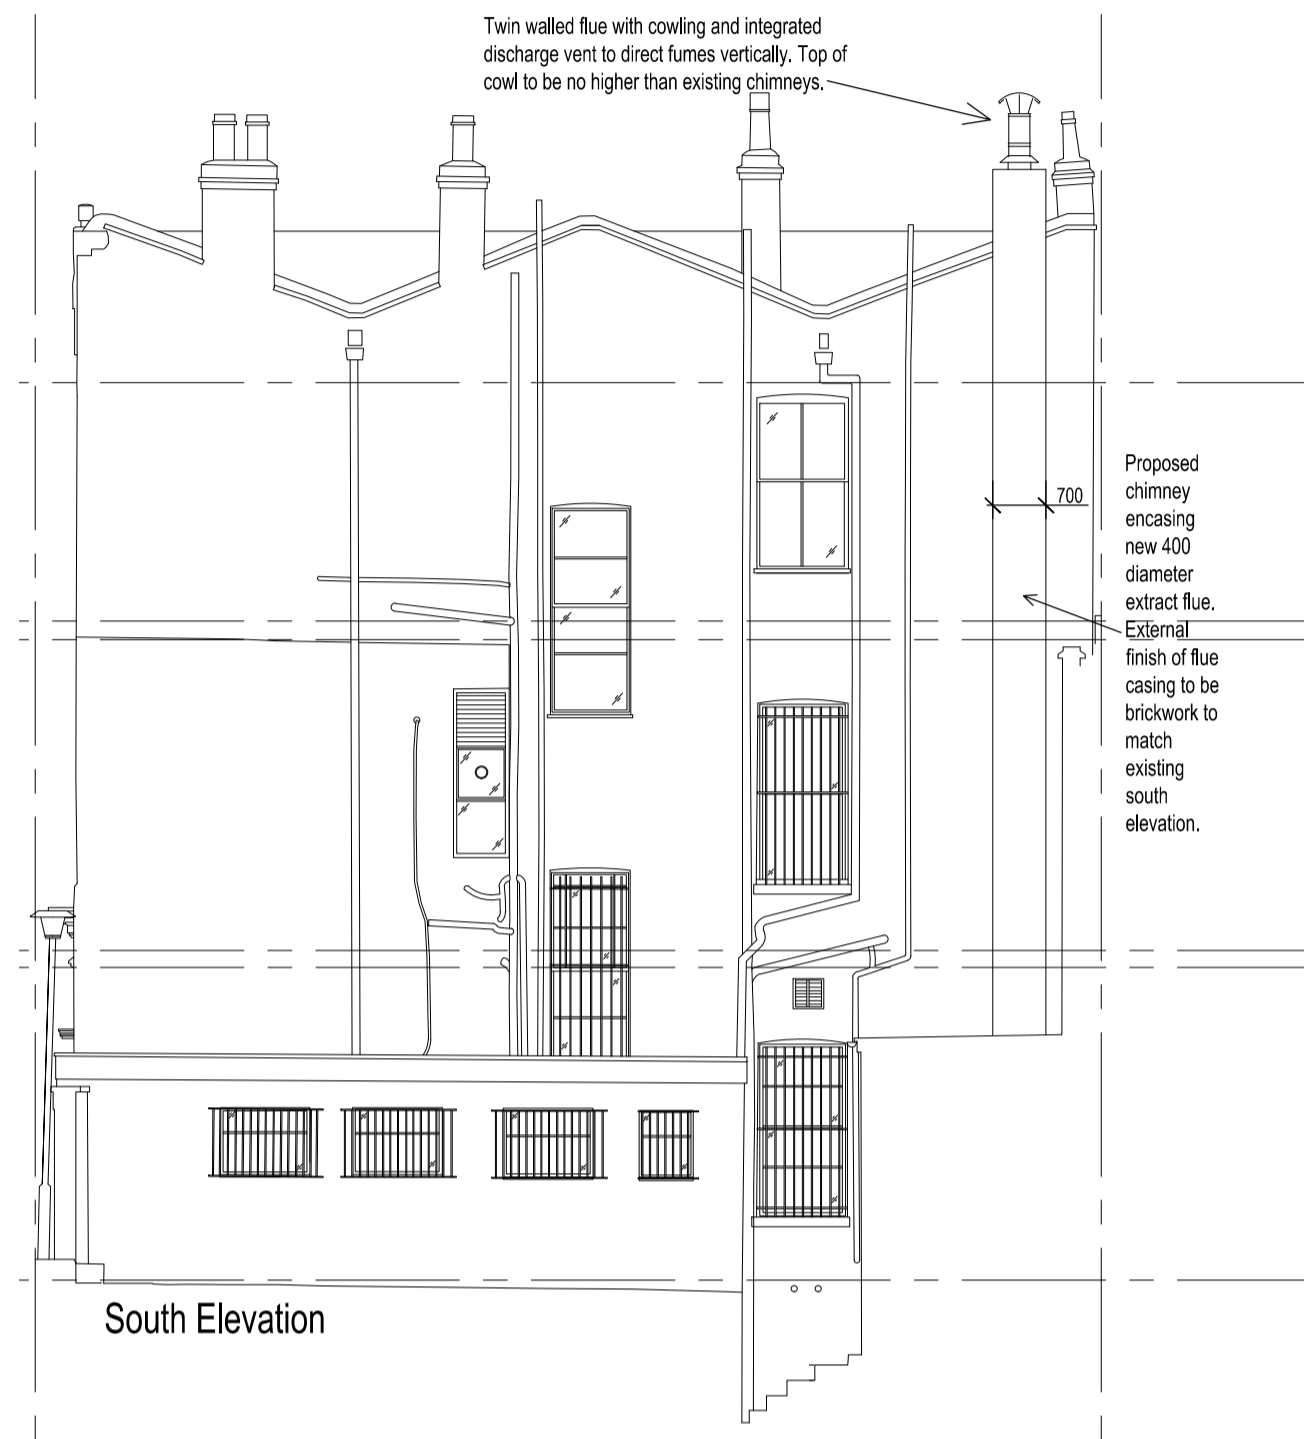 Twin walled flue with cowling and integrated
discharge vent to direct fumes vertically. Top of
cowl to be no higher than existing chimneys.
700
Proposed
chimney
encasing
new 400
diameter
extract flue.
External
finish of flue
casing to be
brickwork to
match
existing
south
elevation.
South Elevation